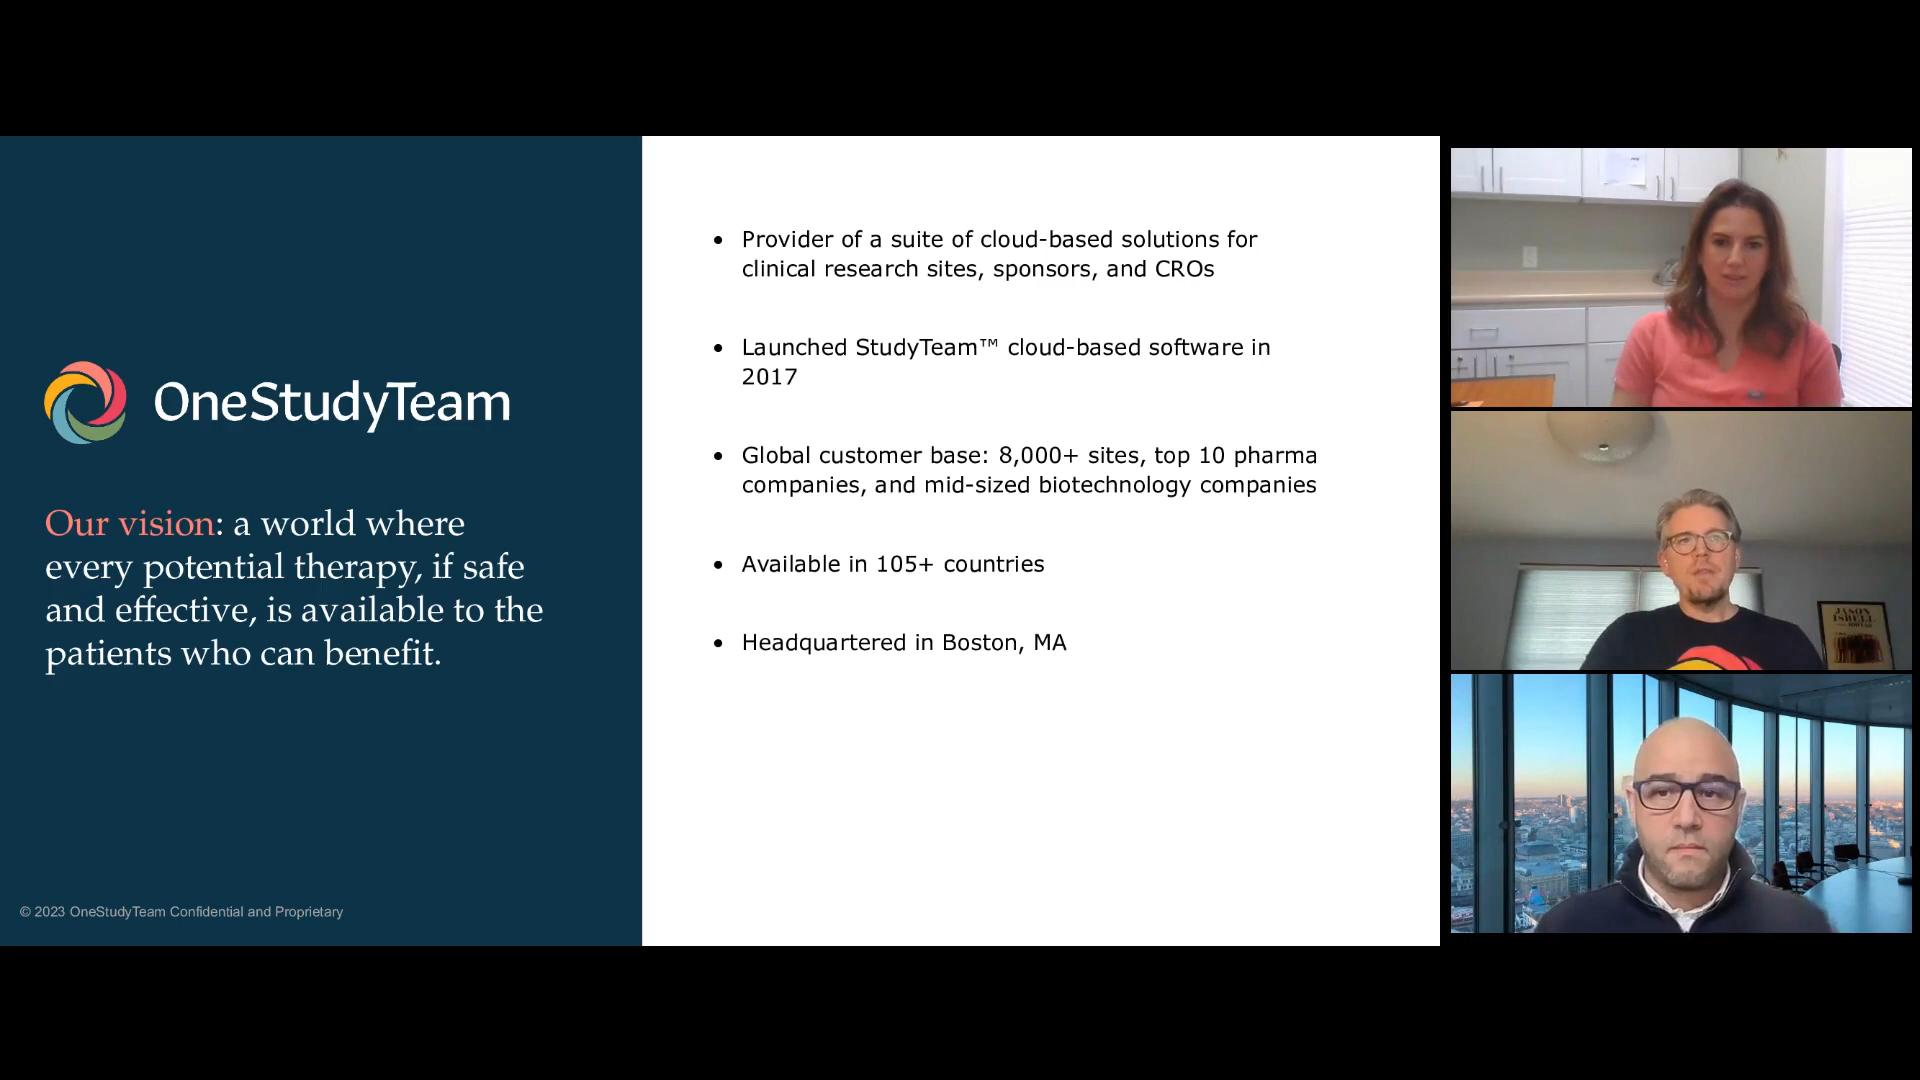 OneStudyTeam
Our vision: a world where
every potential therapy, if safe
and effective, is available to the
patients who can benefit.
© 2023 OneStudyTeam Confidential and Proprietary
• Provider of a suite of cloud-based solutions for
clinical research sites, sponsors, and CROs
• Launched StudyTeam™ cloud-based software in
2017
• Global customer base: 8,000+ sites, top 10 pharma
companies, and mid-sized biotechnology companies
• Available in 105+ countries
• Headquartered in Boston, MA
JASON
ISBELL